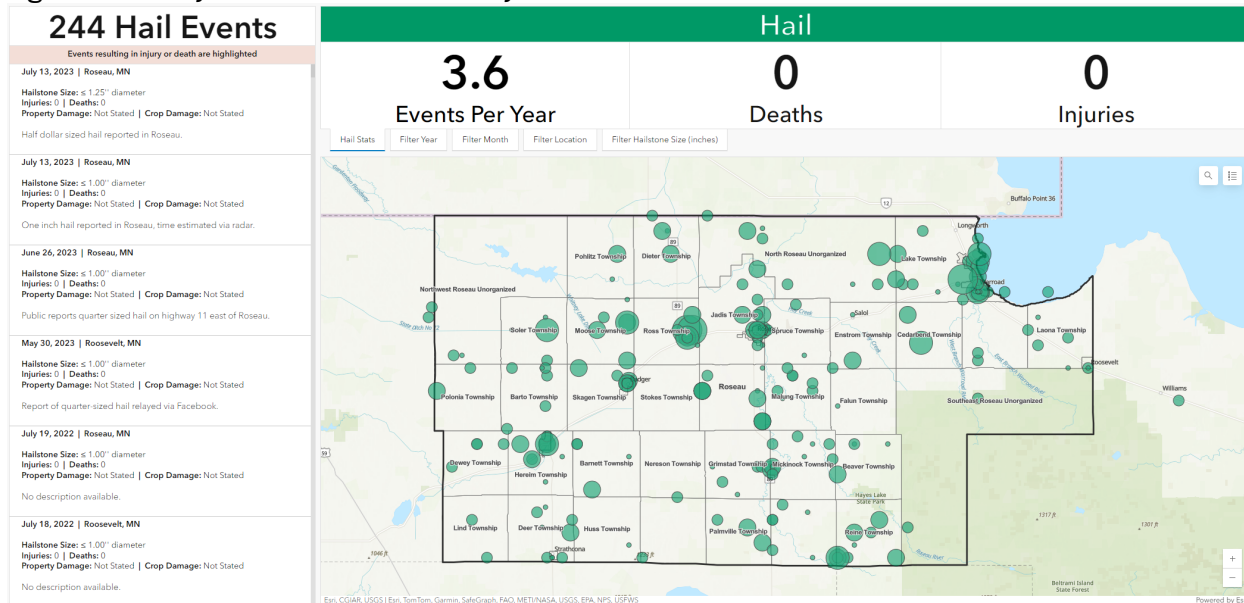 244 Hail Events
Events resulting in injury or death are highlighted
July 13, 2023 | Roseau, MN
Hailstone Size: ≤ 1.25'' diameter
Injuries: 0 | Deaths: 0
Property Damage: Not Stated | Crop Damage: Not Stated
Half dollar sized hail reported in Roseau.
July 13, 2023 | Roseau, MN
Hailstone Size: ≤ 1.00'' diameter
Injuries: 0 | Deaths: 0
Property Damage: Not Stated | Crop Damage: Not Stated
One inch hail reported in Roseau, time estimated via radar.
June 26, 2023 | Roseau, MN
Hailstone Size: ≤ 1.00'' diameter
Injuries: 0 | Deaths: 0
Property Damage: Not Stated | Crop Damage: Not Stated
Public reports quarter sized hail on highway 11 east of Roseau.
May 30, 2023 | Roosevelt, MN
Hailstone Size: ≤ 1.00'' diameter
Injuries: 0 | Deaths: 0
Property Damage: Not Stated | Crop Damage: Not Stated
Report of quarter-sized hail relayed via Facebook.
July 19, 2022 | Roseau, MN
Hailstone Size: ≤ 1.00'' diameter
Injuries: 0 | Deaths: 0
Property Damage: Not Stated | Crop Damage: Not Stated
No description available.
July 18, 2022 | Roosevelt, MN
Hailstone Size: ≤ 1.00'' diameter
Injuries: 0 | Deaths: 0
Property Damage: Not Stated | Crop Damage: Not Stated
No description available.
Hail
3.6
Events Per Year
0
Deaths
0
Injuries
Hail Stats
Filter Year
Filter Month
Filter Location
Filter Hailstone Size (inches)
12
Buffalo Point 36
Longworth
89
Pohlitz Township
Dieter Township
North Roseau Unorganized
Lake Township
Northwest Roseau Unorganized
89
State Ditch No. 72
Soler Township
Moose Township
Ross Township
Jadis Township
Spruce Township
Salol
Enstrom Township
Cedarbend Township
Laona Township
Roosevelt
Williams
Polonia Township
Barto Township
Skagen Township
Stokes Township
Roseau
Malung Township
Falun Township
Southeast Roseau Unorganized
59
Dewey Township
Hereim Township
Barnett Township
Nereson Township
Grimstad Township
Mickinock Township
Beaver Township
Hayes Lake
State Park
Lind Township
Deer Township
Huss Township
Palmville Township
Reine Township
Strathcona
1046 ft
1317 ft
1301 ft
Roseau River
Beltrami Island
State Forest
+
−
Esri, CGIAR, USGS | Esri, TomTom, Garmin, SafeGraph, FAO, METI/NASA, USGS, EPA, NPS, USFWS